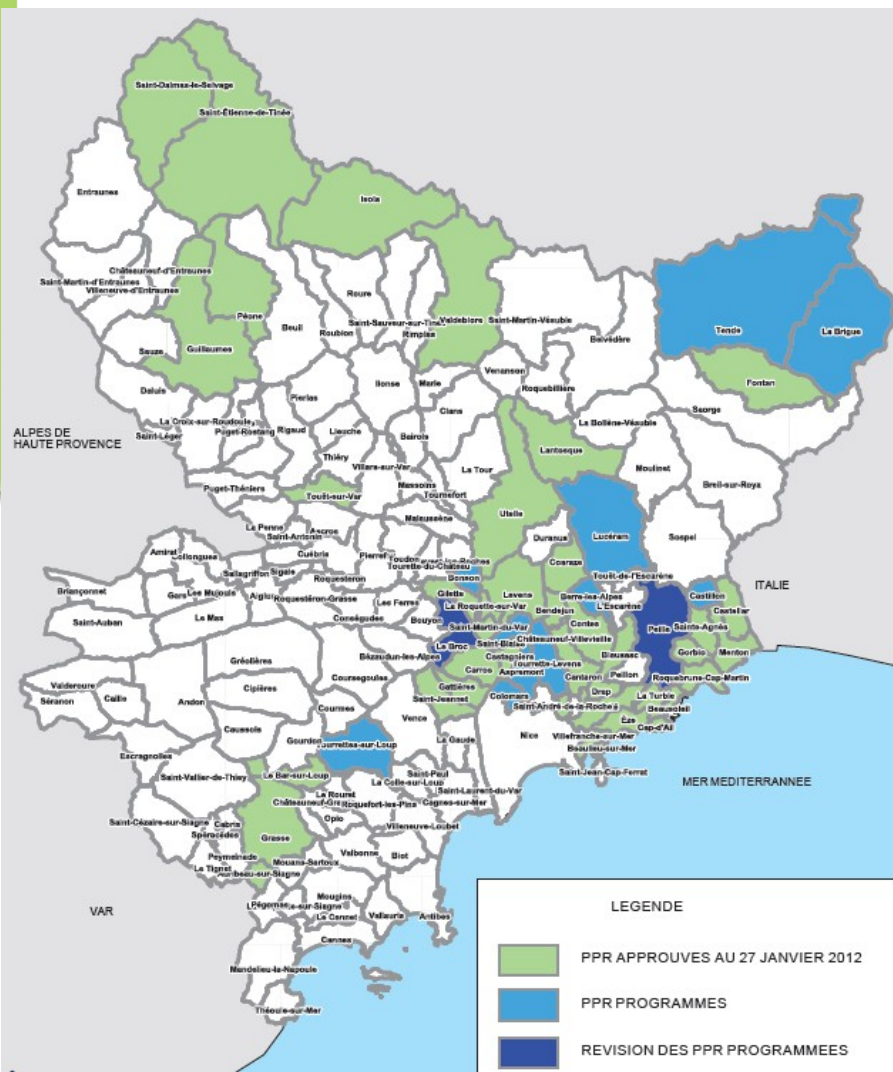 Saint-Dalmas-le-Selvage
Saint-Étienne-de-Tinée
Entraunes
Isola
Châteauneuf-d'Entraunes
Saint-Martin-d'Entraunes
Villeneuve-d'Entraunes
Péone
Roure
Saint-Sauveur-sur-Tinée
Valdeblore
Saint-Martin-Vésubie
Rimplas
Beuil
Roubion
Belvédère
Tende
La Brigue
Sauze
Guillaumes
Daluis
Pierlas
Ilonse
Marie
Venanson
Roquebillière
Fontan
Saorge
Clans
ALPES DE
HAUTE PROVENCE
La Croix-sur-Roudoule
Saint-Léger
Puget-Rostang
Rigaud
Lieuche
Bairols
La Bollène-Vésubie
Thiéry
Villars-sur-Var
La Tour
Lantosque
Moulinet
Breil-sur-Roya
Puget-Théniers
Touët-sur-Var
Massoins
Tournefort
Malaussène
Utelle
Duranus
Lucéram
Sospel
La Penne
Saint-Antonin
Ascros
Cuébris
Amirat
Collongues
Toudon
Tourette-du-Château
Coaraze
Touët-de-l'Escarène
ITALIE
Briançonnet
Les Mujouls
Sallagriffon
Sigale
Roquesteron
Bonson
Gilette
Levens
Berre-les-Alpes
Castillon
Saint-Auban
Le Mas
Roquestéron-Grasse
Les Ferres
La Roquette-sur-Var
Bendejun
L'Escarène
Castellar
Conségudes
Bouyon
Saint-Martin-du-Var
Contes
Peille
Sainte-Agnès
Gréolières
Bézaudun-les-Alpes
Le Broc
Saint-Blaise
Châteauneuf-Villevieille
Blausasc
Gorbio
Menton
Castagniers
Tourrette-Levens
Valderoure
Séranon
Caille
Andon
Cipières
Coursegoules
Carros
Aspremont
Cantaron
Peillon
Roquebrune-Cap-Martin
Gattières
Saint-Jeannet
Colomars
Drap
La Turbie
Saint-André-de-la-Roche
Beausoleil
Caussols
Courmes
Vence
Èze
Cap-d'Ail
Escragnolles
Gourdon
Tourrettes-sur-Loup
La Gaude
Nice
Villefranche-sur-Mer
Beaulieu-sur-Mer
Saint-Jean-Cap-Ferrat
MER MEDITERRANNEE
Saint-Vallier-de-Thiey
Le Bar-sur-Loup
Saint-Paul
La Colle-sur-Loup
Saint-Laurent-du-Var
Le Rouret
Roquefort-les-Pins
Cagnes-sur-Mer
Opio
Villeneuve-Loubet
Saint-Cézaire-sur-Siagne
Cabris
Spéracèdes
Grasse
Peymeinade
Le Tignet
Mouans-Sartoux
Valbonne
Biot
Mougins
Pégomas
Le Cannet
Vallauris
Antibes
VAR
Cannes
Mandelieu-la-Napoule
Théoule-sur-Mer
LEGENDE
PPR APPROUVES AU 27 JANVIER 2012
PPR PROGRAMMES
REVISION DES PPR PROGRAMMEES